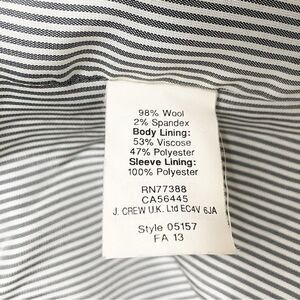 98% Wool
2% Spandex
Body Lining:
53% Viscose
47% Polyester
Sleeve Lining:
100% Polyester
RN77388
CA56445
J. CREW U.K. Ltd EC4V 6JA
Style 05157
FA 13